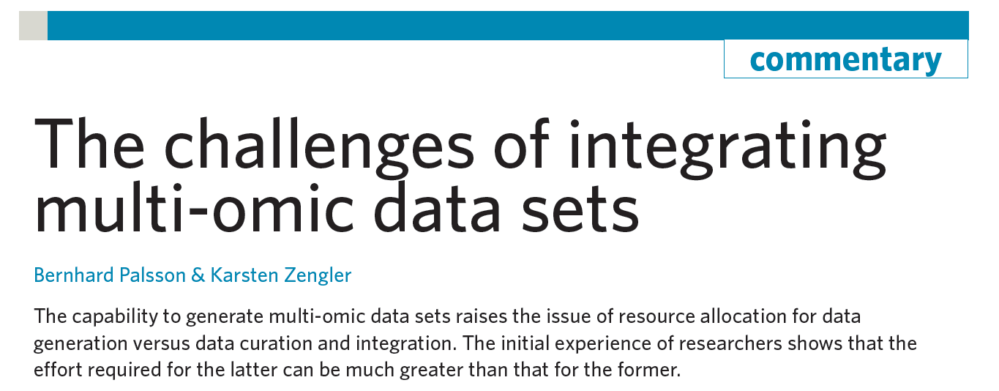 commentary
The challenges of integrating
multi-omic data sets
Bernhard Palsson & Karsten Zengler
The capability to generate multi-omic data sets raises the issue of resource allocation for data
generation versus data curation and integration. The initial experience of researchers shows that the
effort required for the latter can be much greater than that for the former.